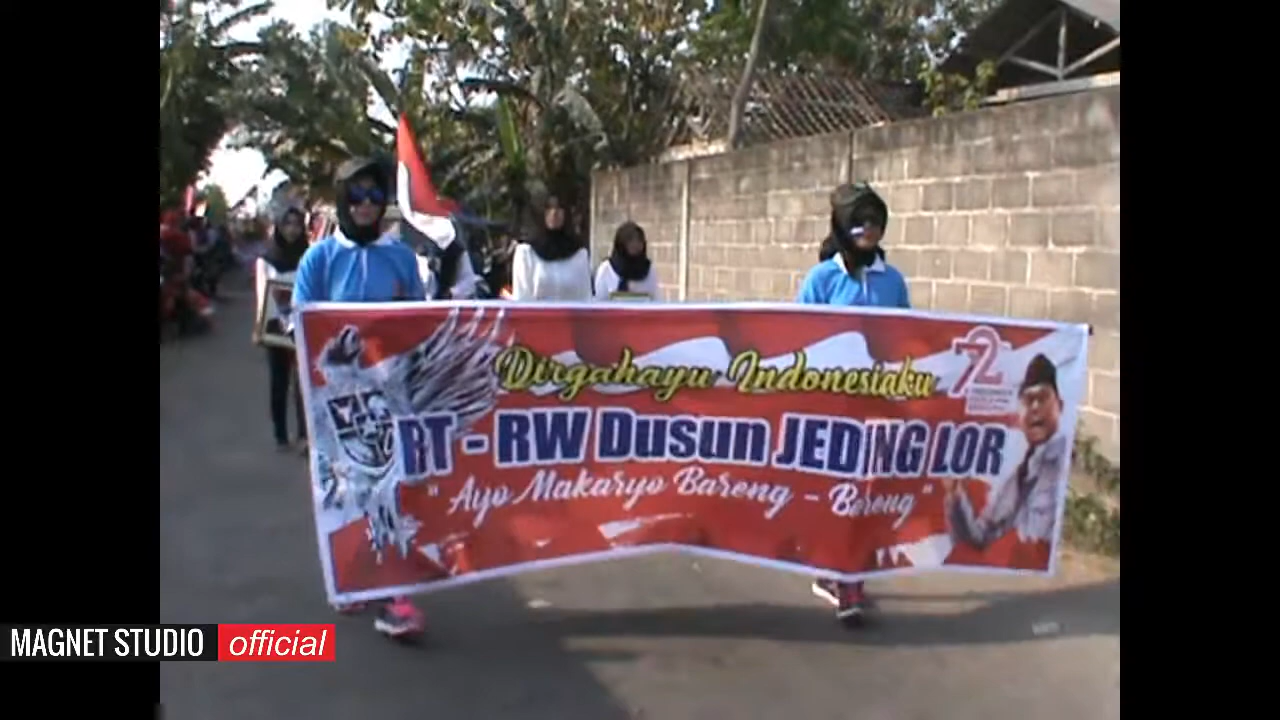 Dirgahayu Indonesiaku
72
RT - RW Dusun JEDING LOR
"Ayo Makaryo Bareng - Bareng"
MAGNET STUDIO official